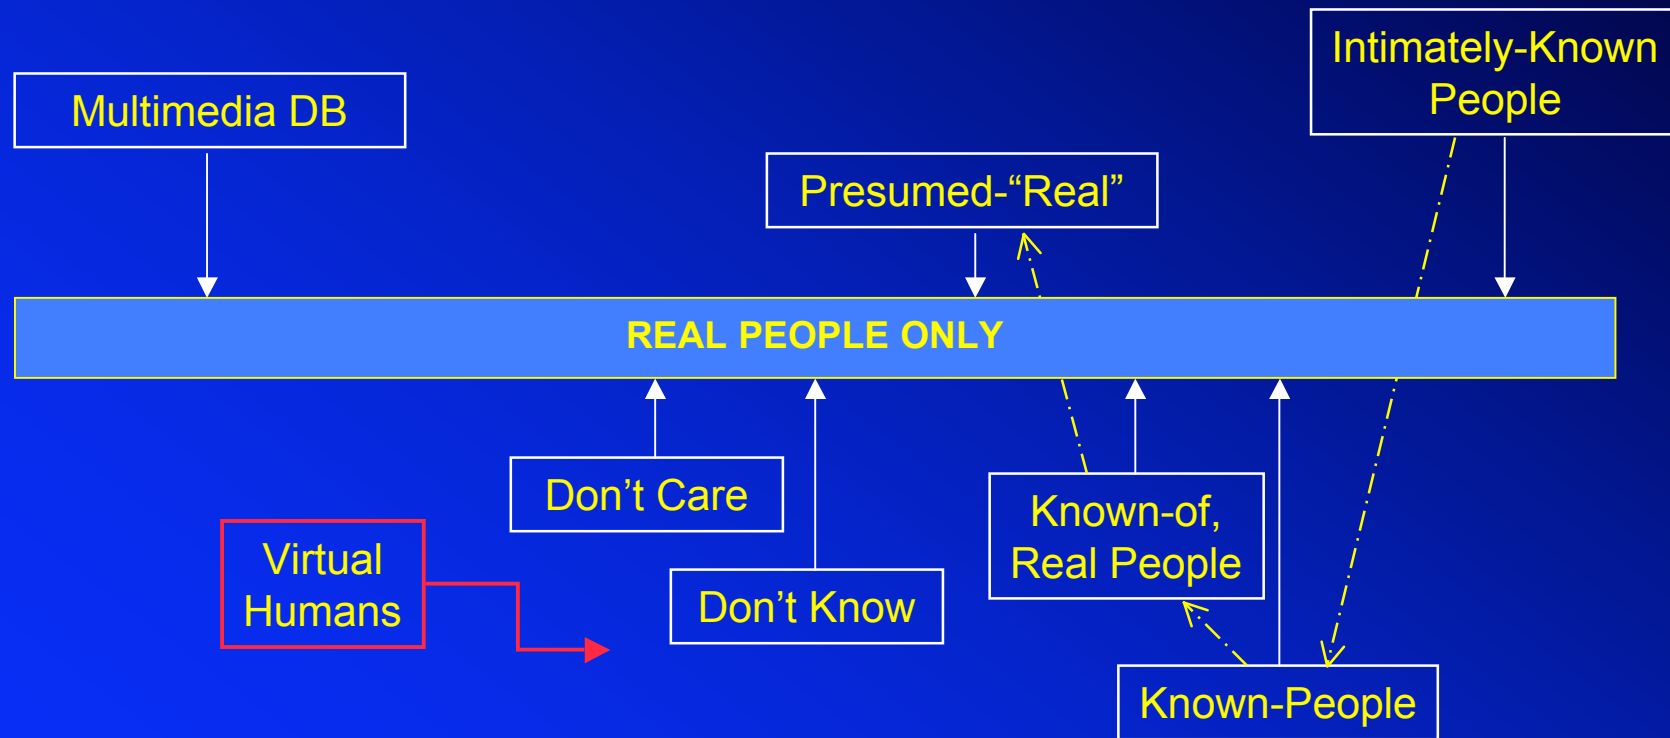 Intimately-Known
People
Multimedia DB
Presumed-“Real”
REAL PEOPLE ONLY
Don’t Care
Known-of,
Real People
Virtual
Humans
Don’t Know
Known-People